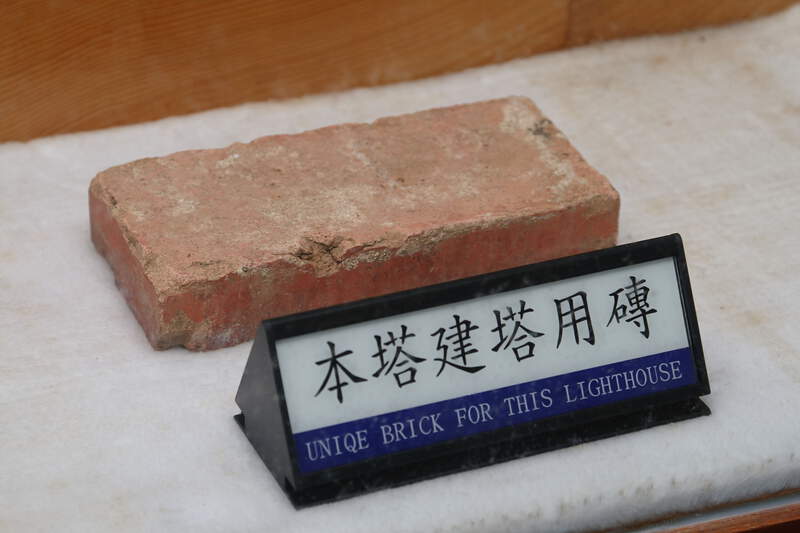 本塔建塔用磚
UNIQE BRICK FOR THIS LIGHTHOUSE